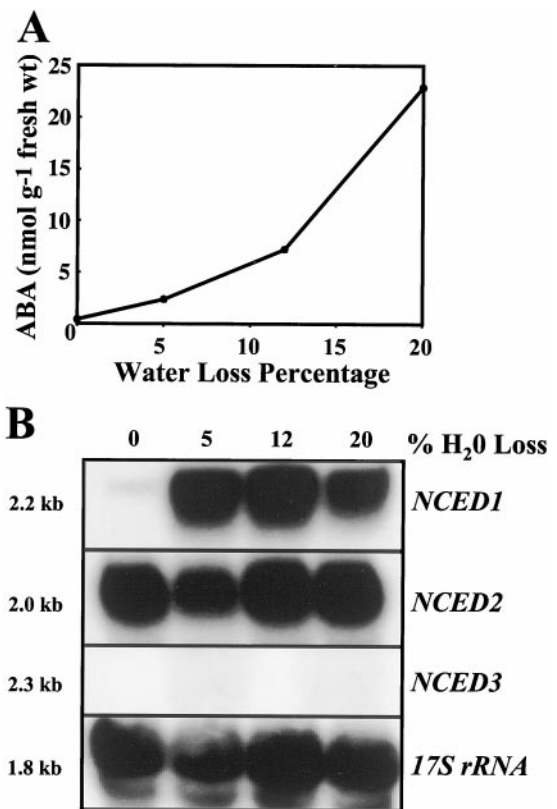 A
ABA (nmol g-1 fresh wt)
25
20
15
10
5
0
5
10
15
20
Water Loss Percentage
B
0 5 12 20 % H20 Loss
2.2 kb NCED1
2.0 kb NCED2
2.3 kb NCED3
1.8 kb 17S rRNA